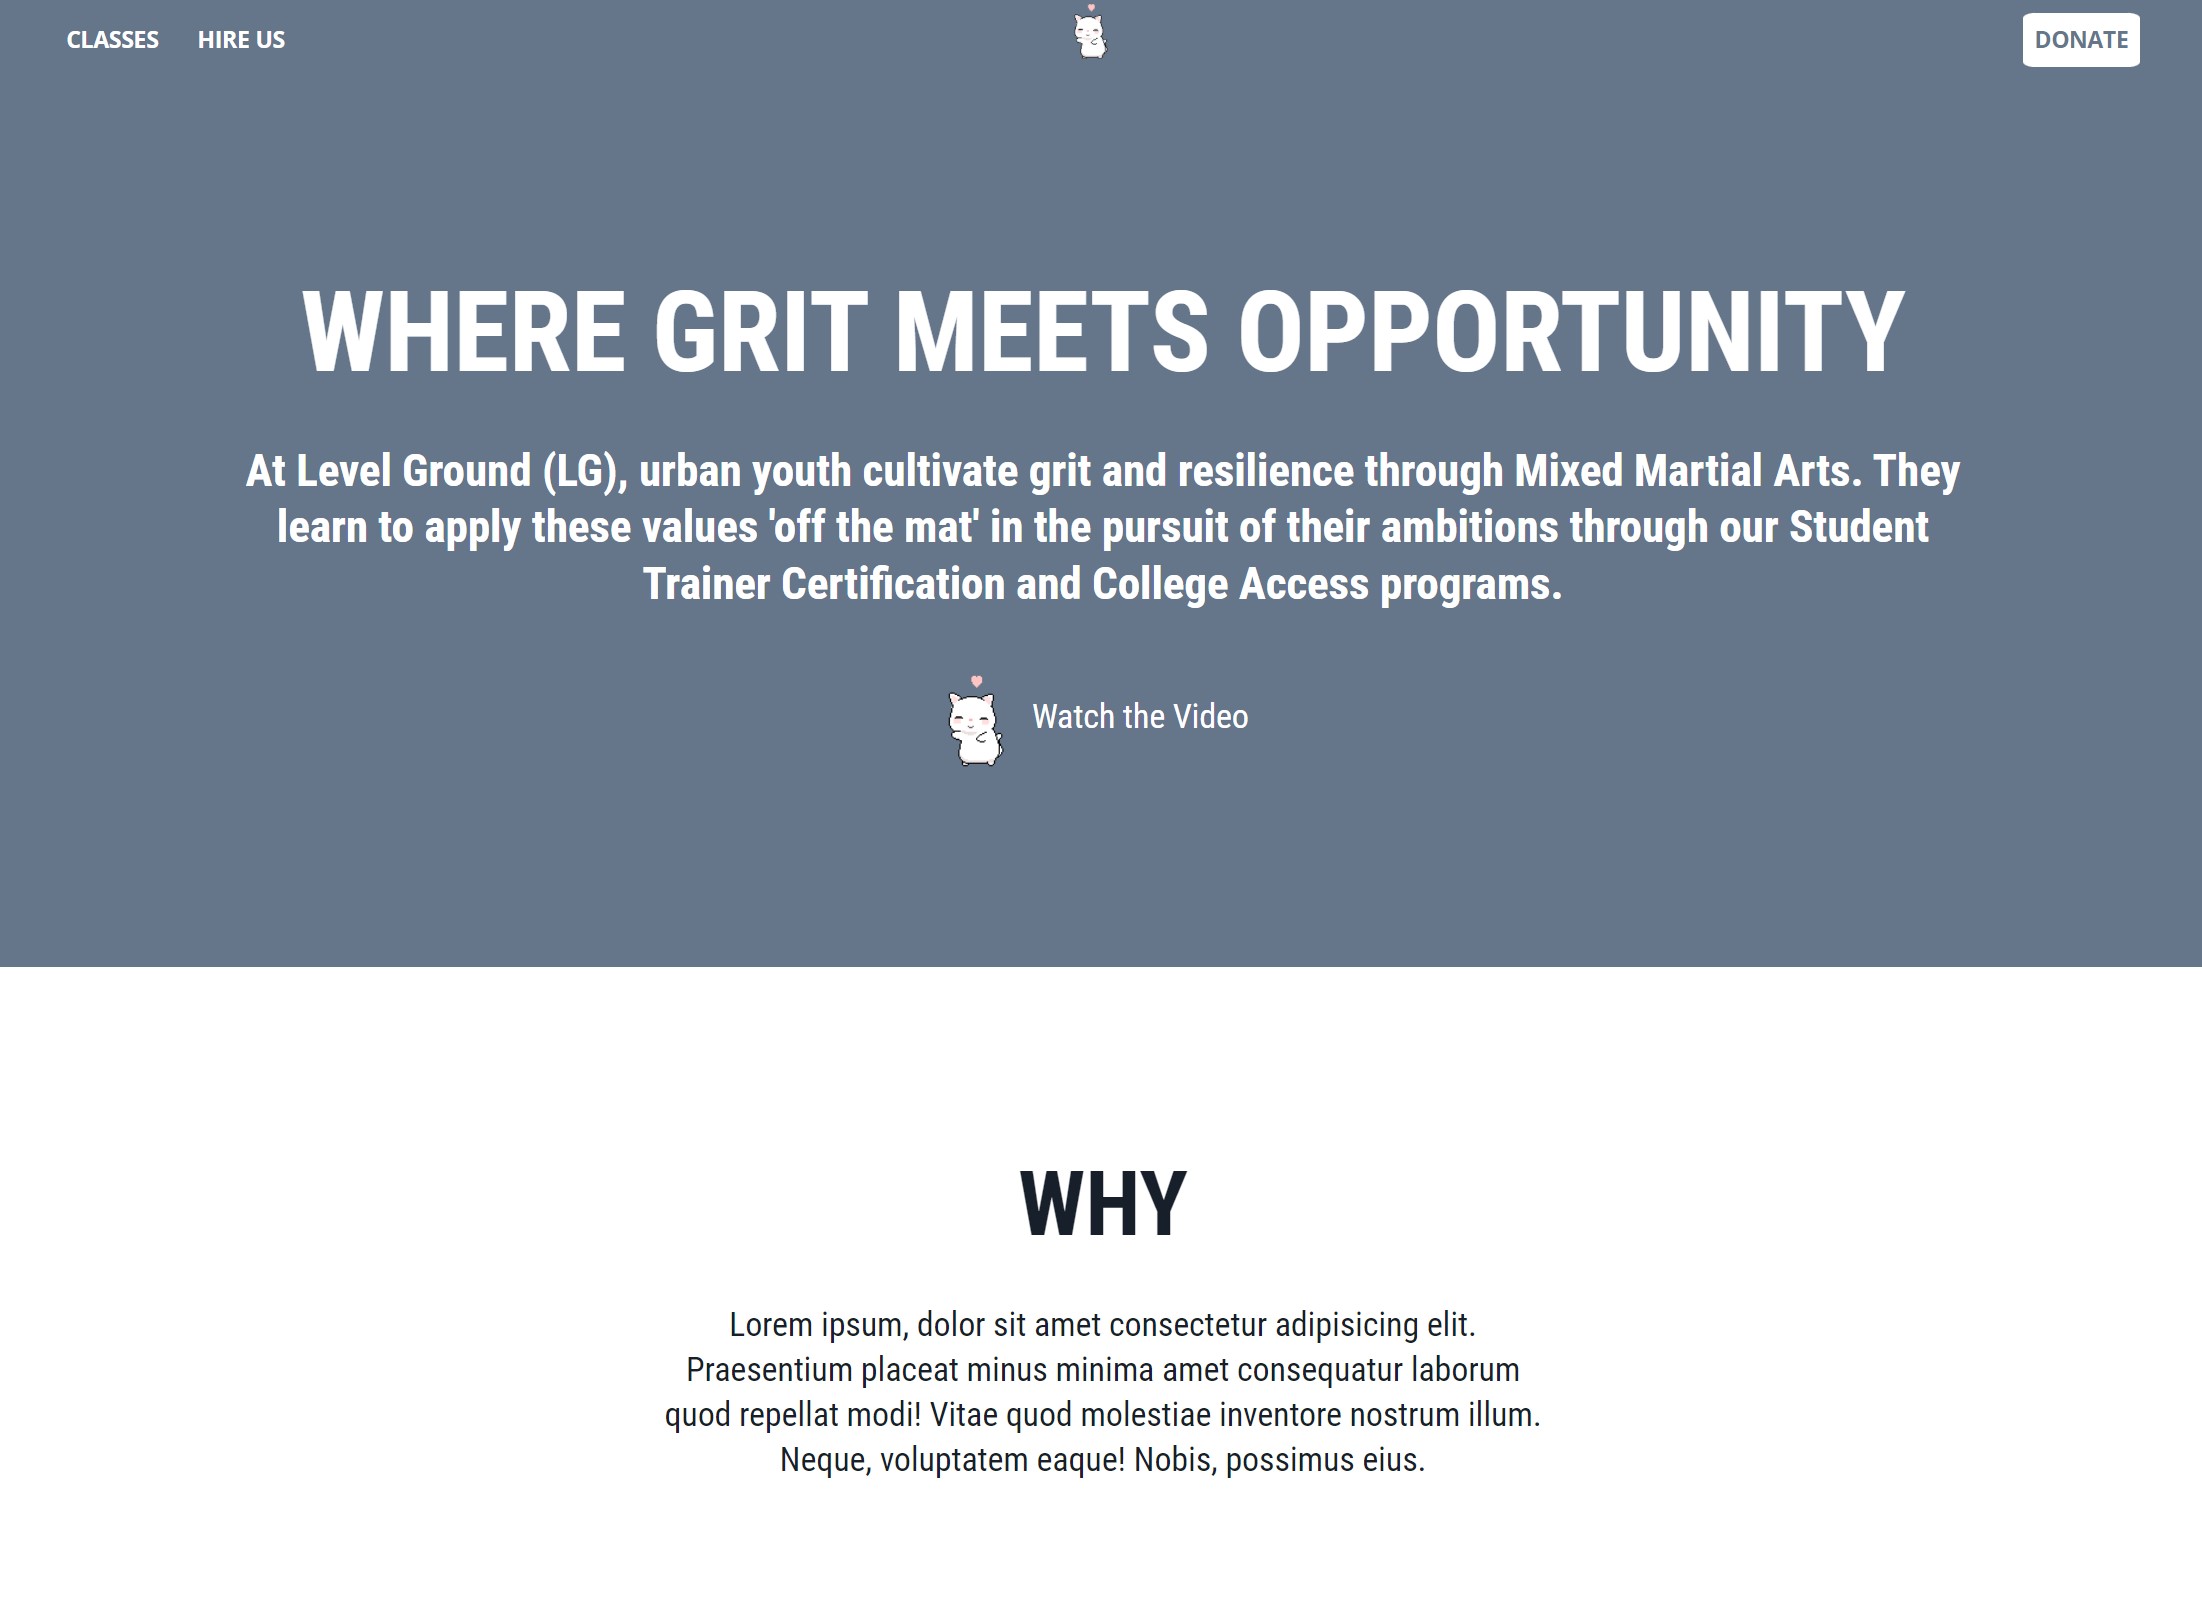 CLASSES HIRE US DONATE
WHERE GRIT MEETS OPPORTUNITY
At Level Ground (LG), urban youth cultivate grit and resilience through Mixed Martial Arts. They
learn to apply these values 'off the mat' in the pursuit of their ambitions through our Student
Trainer Certification and College Access programs.
Watch the Video
WHY
Lorem ipsum, dolor sit amet consectetur adipisicing elit.
Praesentium placeat minus minima amet consequatur laborum
quod repellat modi! Vitae quod molestiae inventore nostrum illum.
Neque, voluptatem eaque! Nobis, possimus eius.